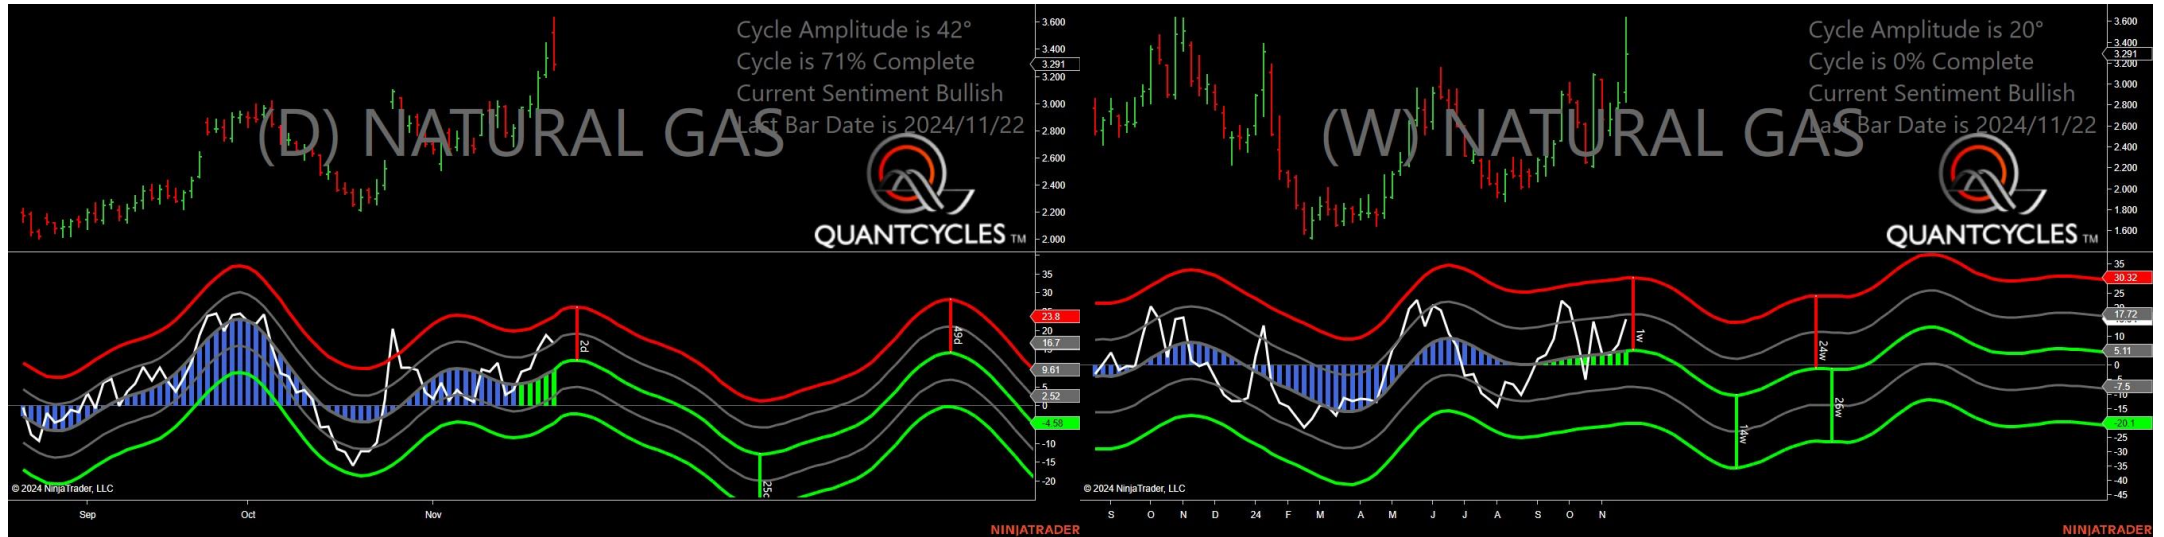 Cycle Amplitude is 42°
Cycle is 71% Complete
Current Sentiment Bullish
Last Bar Date is 2024/11/22
(D) NATURAL GAS
QUANTCYCLES TM
3.600
3.400
3.291
3.200
3.000
2.800
2.600
2.400
2.200
2.000
35
30
23.8
20
16.7
9.61
5
2.52
0
-4.58
-10
-15
-20
2d
49d
25d
© 2024 NinjaTrader, LLC
Sep Oct Nov
NINJATRADER
Cycle Amplitude is 20°
Cycle is 0% Complete
Current Sentiment Bullish
Last Bar Date is 2024/11/22
(W) NATURAL GAS
QUANTCYCLES TM
3.600
3.400
3.291
3.200
3.000
2.800
2.600
2.400
2.200
2.000
1.800
1.600
35
30.32
25
17.72
10
5.11
0
-7.5
-10
-15
-20.1
-25
-30
-35
-40
-45
1w
24w
14w
26w
© 2024 NinjaTrader, LLC
S O N D 24 F M A M J J A S O N
NINJATRADER